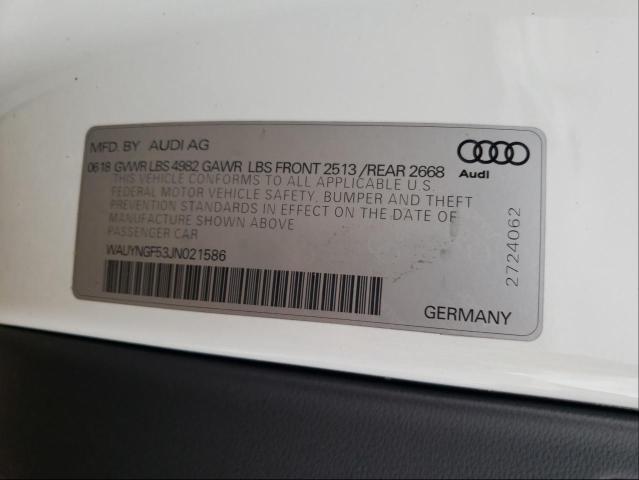 MFD. BY AUDI AG
Audi
0618 GVWR LBS 4982 GAWR LBS FRONT 2513 /REAR 2668
THIS VEHICLE CONFORMS TO ALL APPLICABLE U.S.
FEDERAL MOTOR VEHICLE SAFETY, BUMPER AND THEFT
PREVENTION STANDARDS IN EFFECT ON THE DATE OF
MANUFACTURE SHOWN ABOVE
PASSENGER CAR
WAUYNGF53JN021586
2724062
GERMANY